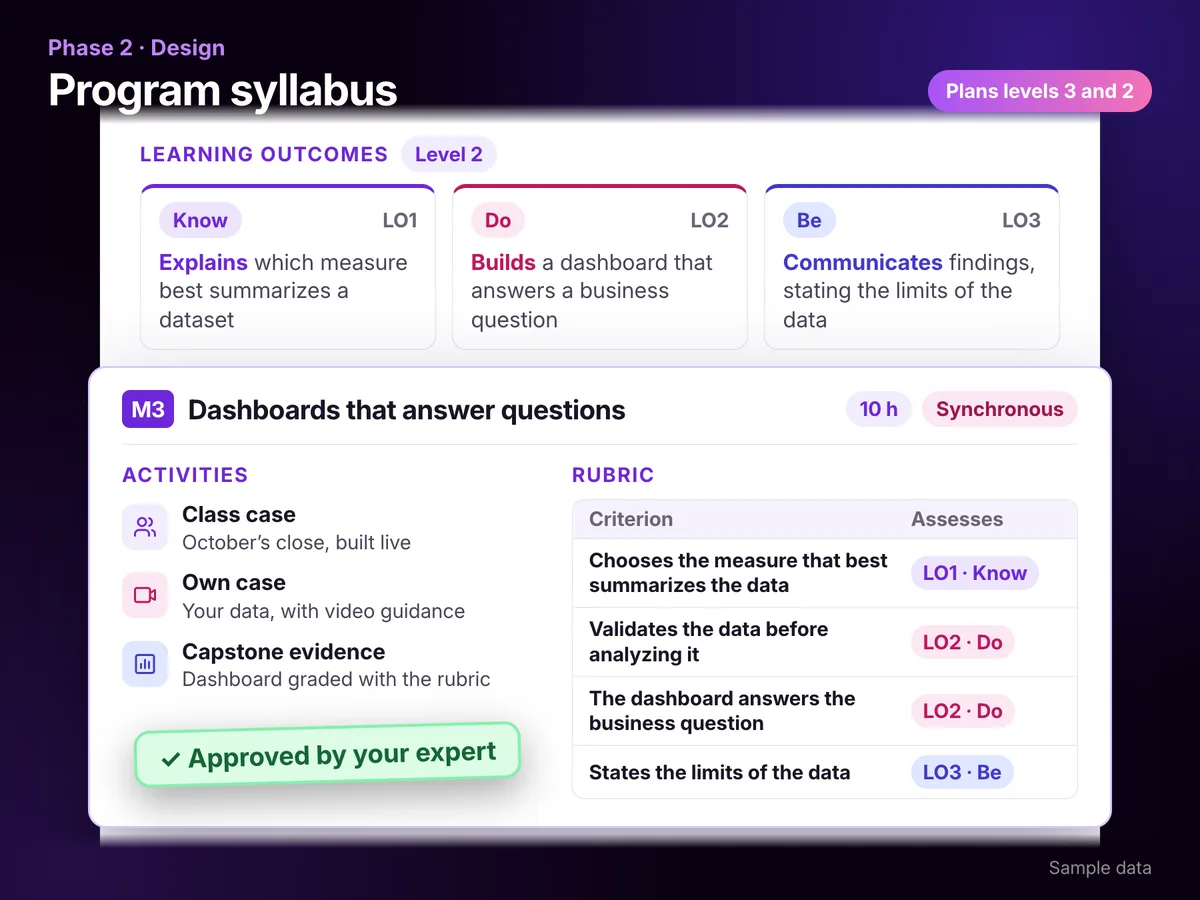 Phase 2 · Design
Program syllabus
Plans levels 3 and 2
LEARNING OUTCOMES
Level 2
Know
LO1
Explains which measure
best summarizes a
dataset
Do
LO2
Builds a dashboard that
answers a business
question
Be
LO3
Communicates findings,
stating the limits of the
data
M3
Dashboards that answer questions
10 h
Synchronous
ACTIVITIES
Class case
October’s close, built live
Own case
Your data, with video guidance
Capstone evidence
Dashboard graded with the rubric
✓ Approved by your expert
RUBRIC
Criterion
Assesses
Chooses the measure that best
summarizes the data
LO1 · Know
Validates the data before
analyzing it
LO2 · Do
The dashboard answers the
business question
LO2 · Do
States the limits of the data
LO3 · Be
Sample data